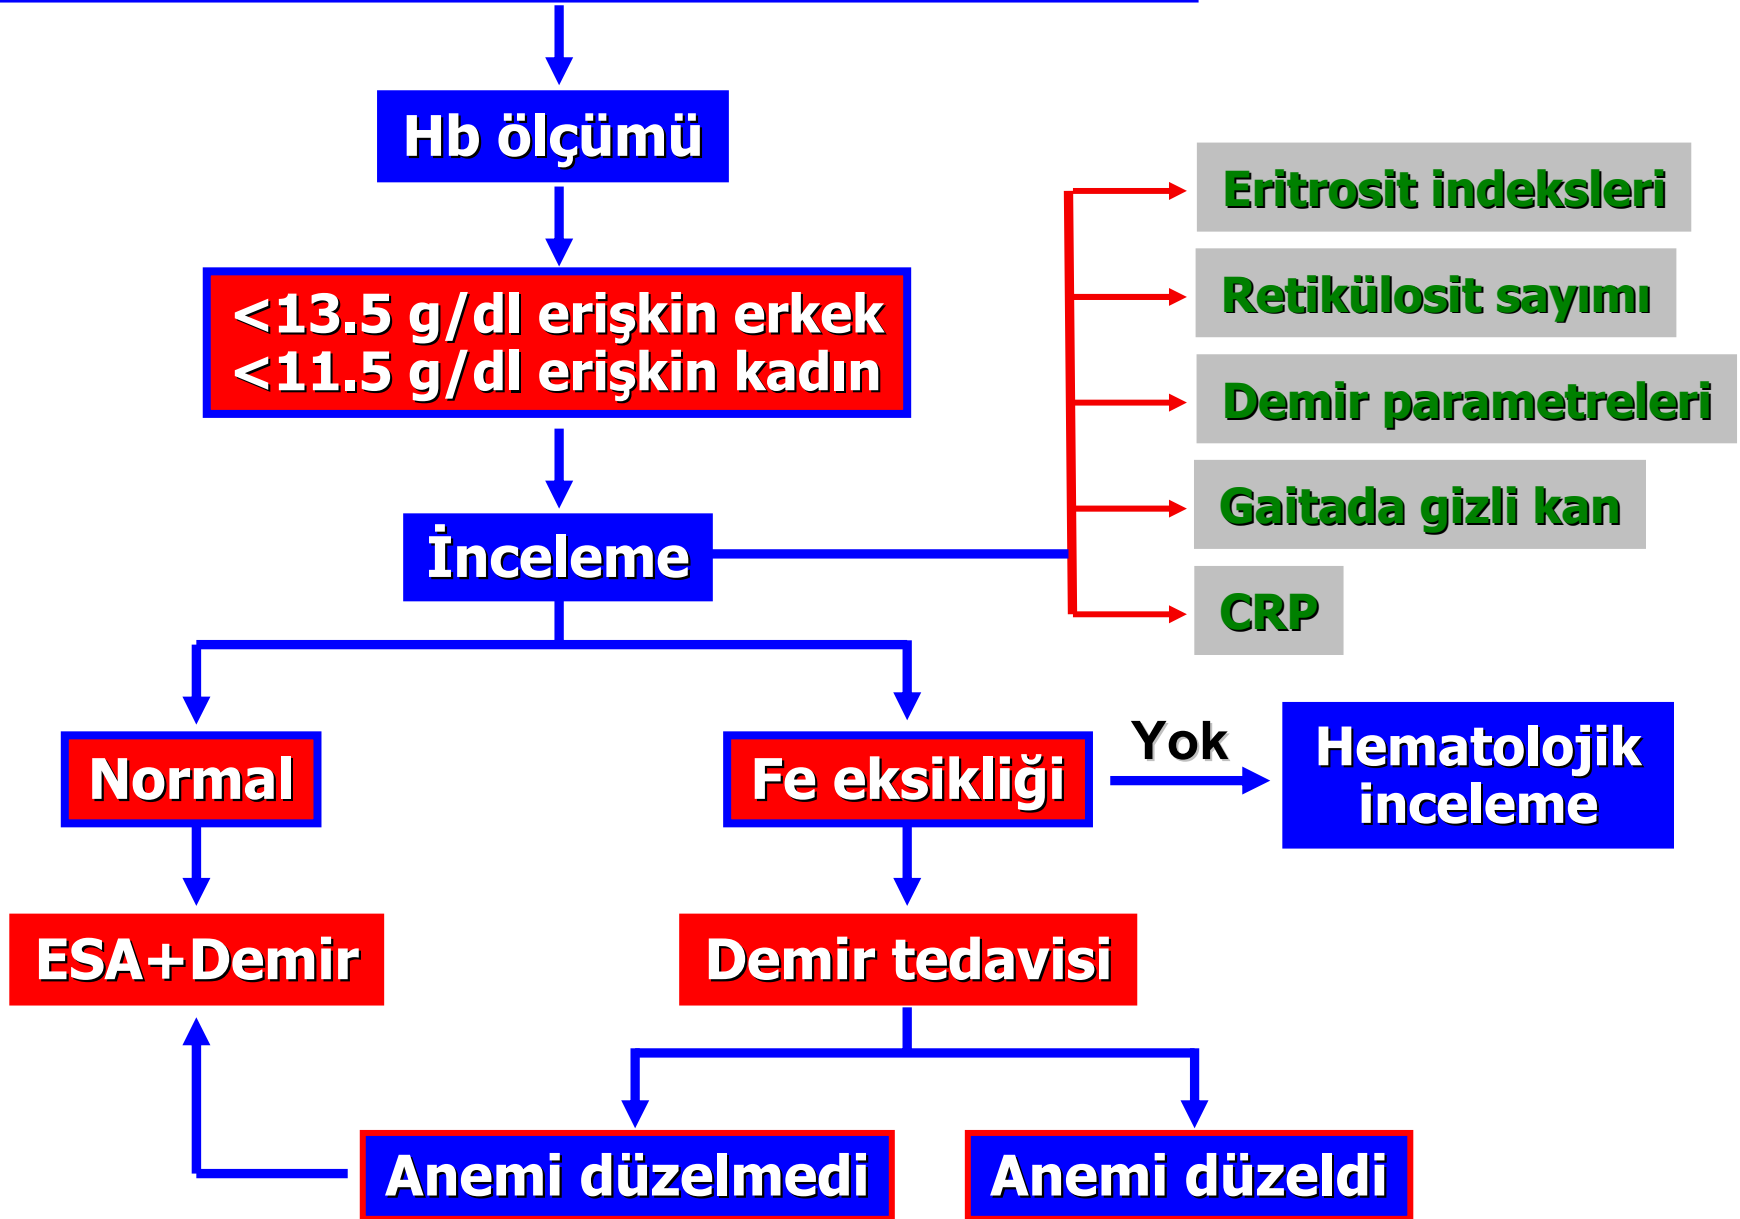 Hb ölçümü
<13.5 g/dl erişkin erkek
<11.5 g/dl erişkin kadın
İnceleme
Eritrosit indeksleri
Retikülosit sayımı
Demir parametreleri
Gaitada gizli kan
CRP
Normal
Fe eksikliği
Yok
Hematolojik
inceleme
ESA+Demir
Demir tedavisi
Anemi düzelmedi
Anemi düzeldi